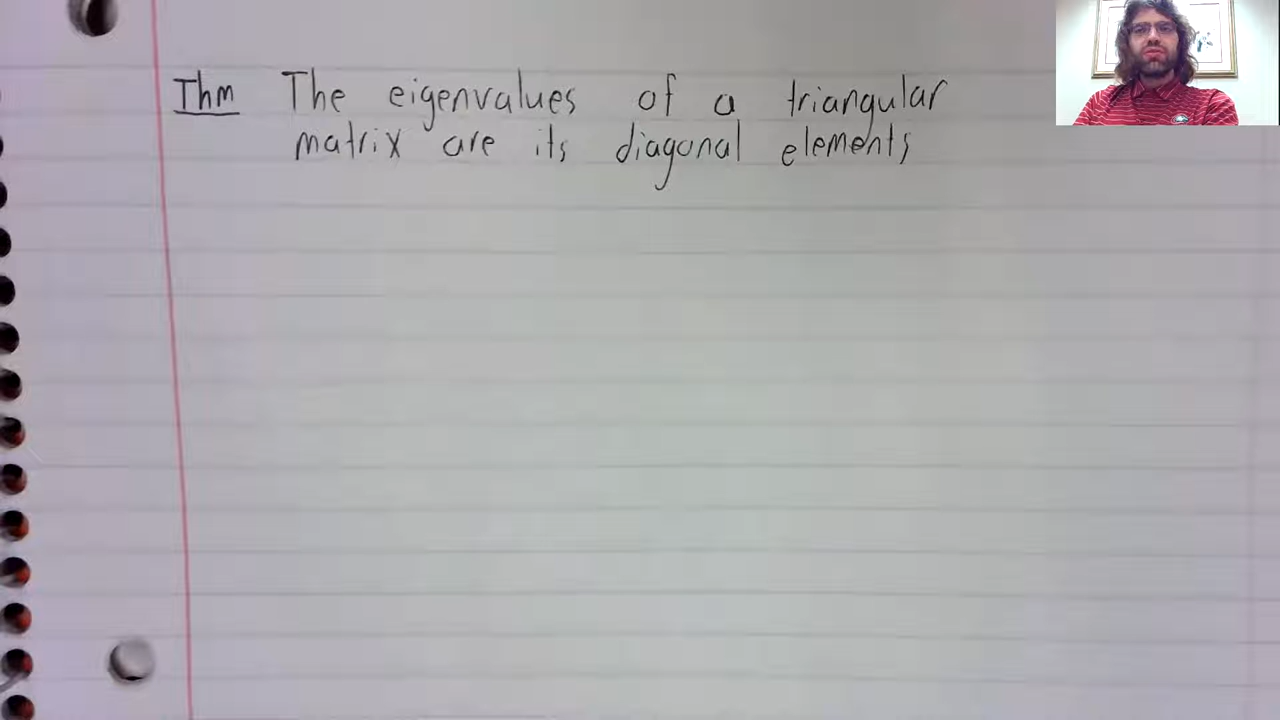 Thm The eigenvalues of a triangular
matrix are its diagonal elements